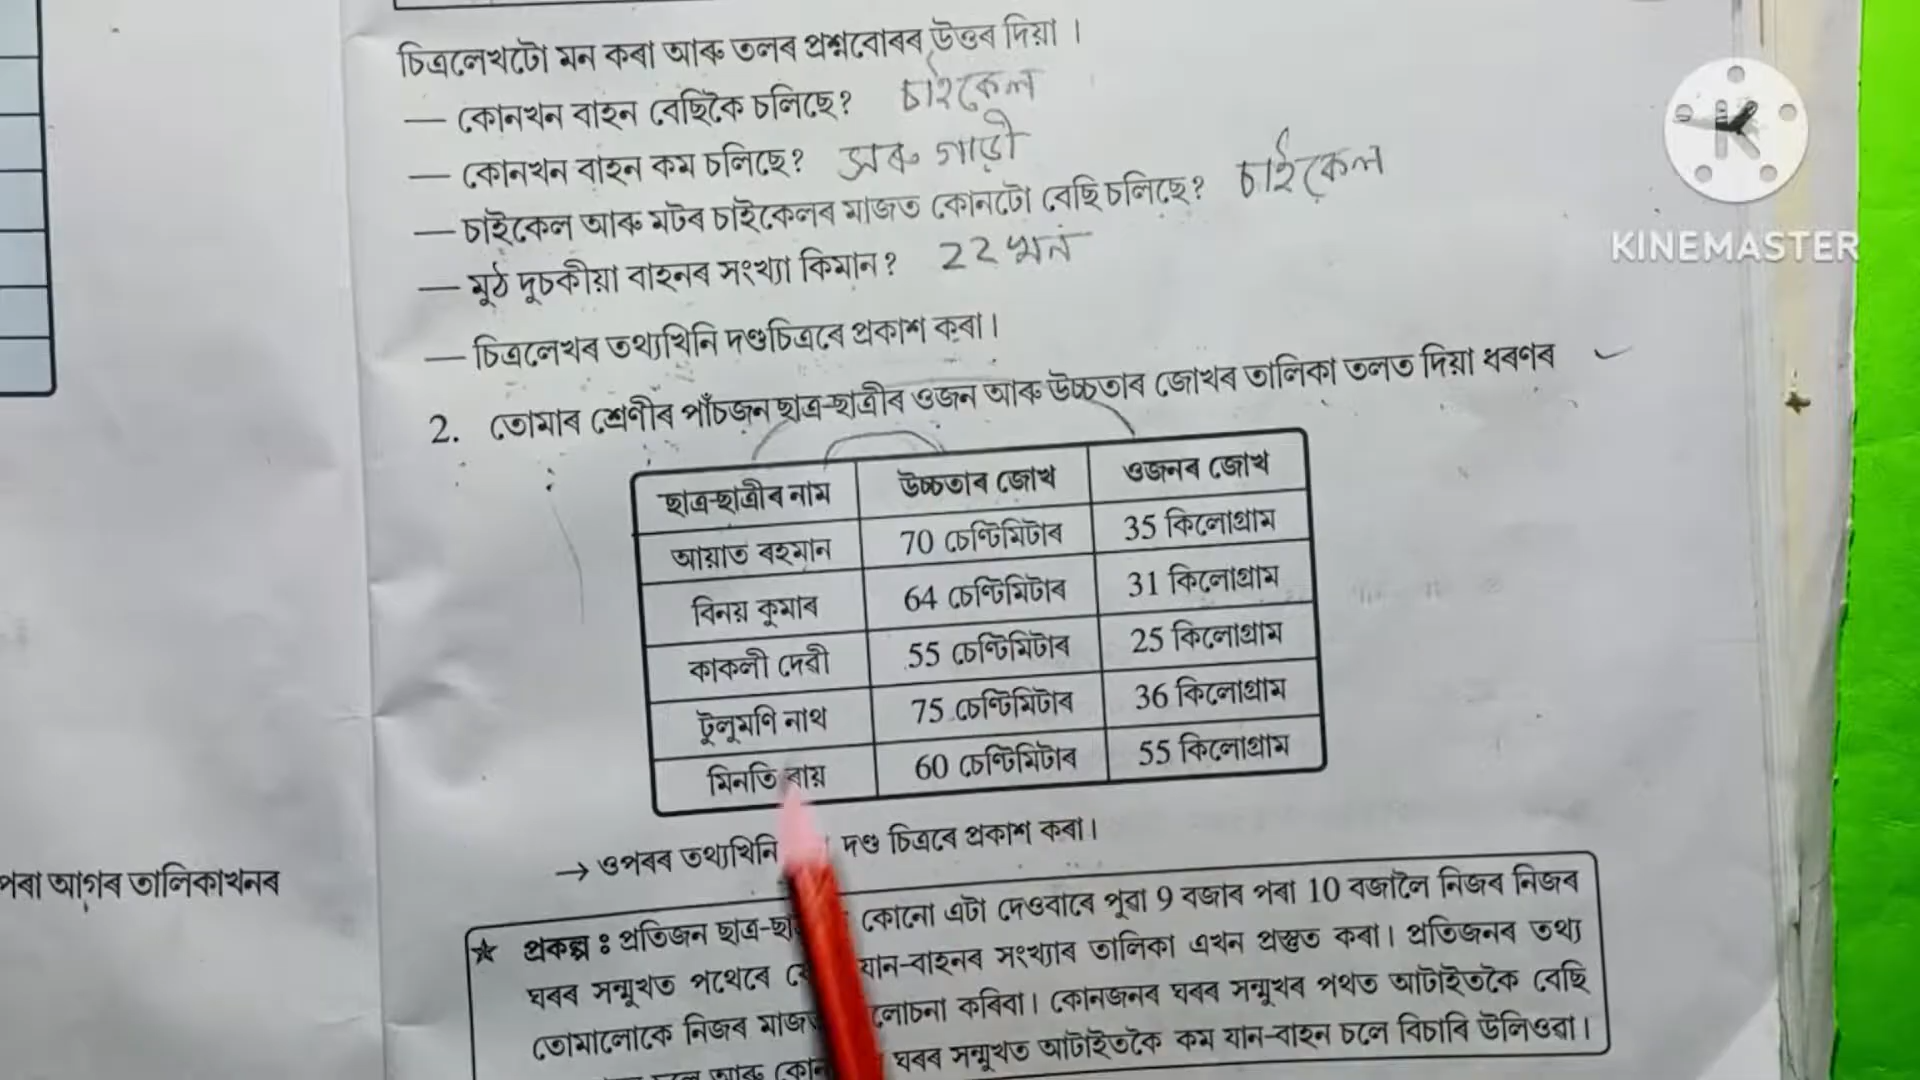 চিত্ৰলেখটো মন কৰা আৰু তলৰ প্ৰশ্নবোৰৰ উত্তৰ দিয়া ।
— কোনখন বাহন বেছিকৈ চলিছে? চাইকেল
— কোনখন বাহন কম চলিছে? সৰু গাড়ী
— চাইকেল আৰু মটৰ চাইকেলৰ মাজত কোনটো বেছি চলিছে? চাইকেল
— মুঠ দুচকীয়া বাহনৰ সংখ্যা কিমান? 22 খন
— চিত্ৰলেখৰ তথ্যখিনি দণ্ডচিত্ৰৰে প্ৰকাশ কৰা।
2. তোমাৰ শ্ৰেণীৰ পাঁচজন ছাত্ৰ-ছাত্ৰীৰ ওজন আৰু উচ্চতাৰ জোখৰ তালিকা তলত দিয়া ধৰণৰ
ছাত্ৰ-ছাত্ৰীৰ নাম উচ্চতাৰ জোখ ওজনৰ জোখ
আয়াত ৰহমান 70 চেণ্টিমিটাৰ 35 কিলোগ্ৰাম
বিনয় কুমাৰ 64 চেণ্টিমিটাৰ 31 কিলোগ্ৰাম
কাকলী দেৱী 55 চেণ্টিমিটাৰ 25 কিলোগ্ৰাম
টুলুমণি নাথ 75 চেণ্টিমিটাৰ 36 কিলোগ্ৰাম
মিনতি ৰায় 60 চেণ্টিমিটাৰ 55 কিলোগ্ৰাম
→ ওপৰৰ তথ্যখিনি দণ্ড চিত্ৰৰে প্ৰকাশ কৰা।
পৰা আগৰ তালিকাখনৰ
★ প্ৰকল্প ঃ প্ৰতিজন ছাত্ৰ-ছা কোনো এটা দেওবাৰে পুৱা 9 বজাৰ পৰা 10 বজালৈ নিজৰ নিজৰ
ঘৰৰ সন্মুখত পথেৰে যান-বাহনৰ সংখ্যাৰ তালিকা এখন প্ৰস্তুত কৰা। প্ৰতিজনৰ তথ্য
তোমালোকে নিজৰ মাজত লোচনা কৰিবা। কোনজনৰ ঘৰৰ সন্মুখৰ পথত আটাইতকৈ বেছি
চলে আৰু কোন ঘৰৰ সন্মুখত আটাইতকৈ কম যান-বাহন চলে বিচাৰি উলিওৱা।
KINEMASTER